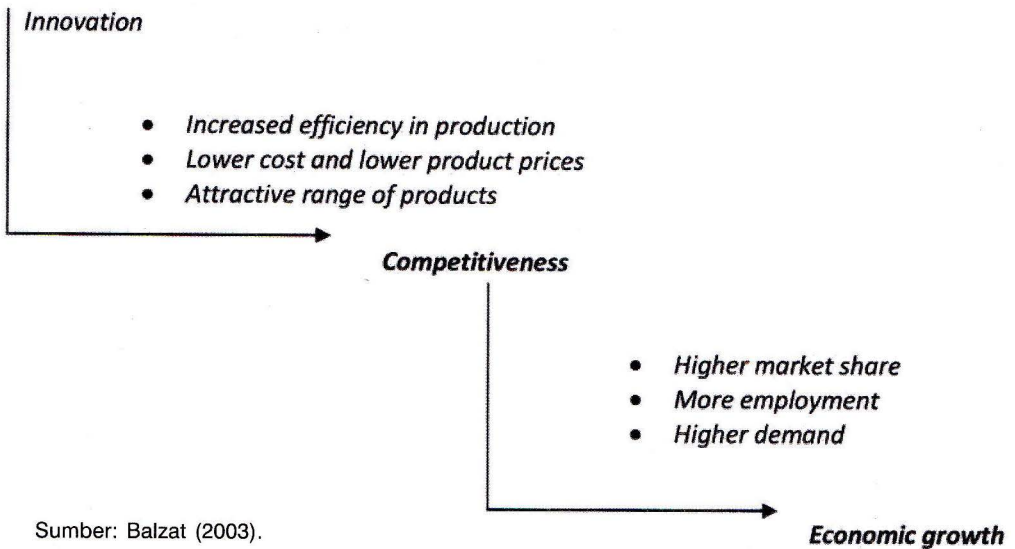 Innovation
• Increased efficiency in production
• Lower cost and lower product prices
• Attractive range of products
Competitiveness
• Higher market share
• More employment
• Higher demand
Sumber: Balzat (2003).
Economic growth